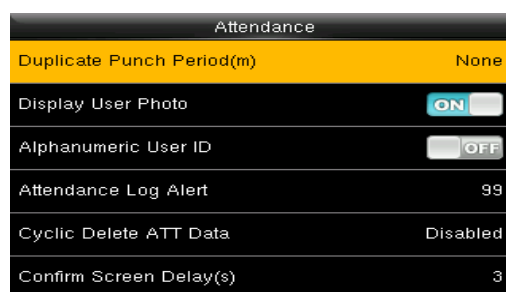 Attendance
Duplicate Punch Period(m) None
Display User Photo ON
Alphanumeric User ID OFF
Attendance Log Alert 99
Cyclic Delete ATT Data Disabled
Confirm Screen Delay(s) 3